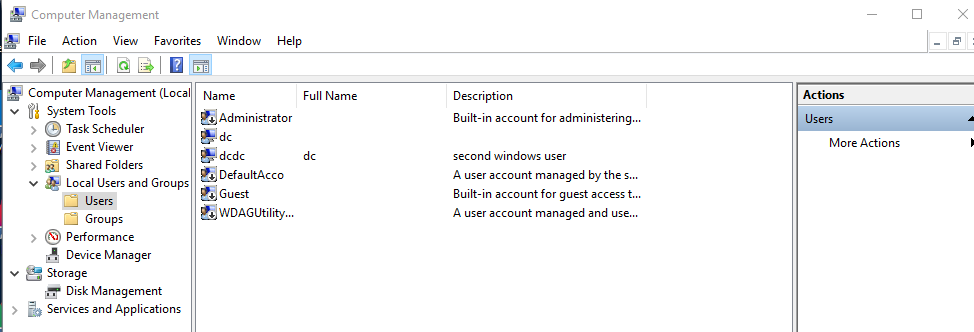 Computer Management
File Action View Favorites Window Help
Computer Management (Local
System Tools
Task Scheduler
Event Viewer
Shared Folders
Local Users and Groups
Users
Groups
Performance
Device Manager
Storage
Disk Management
Services and Applications
Name Full Name Description
Administrator Built-in account for administering...
dc
dcdc dc second windows user
DefaultAcco A user account managed by the s...
Guest Built-in account for guest access t...
WDAGUtility... A user account managed and use...
Actions
Users
More Actions